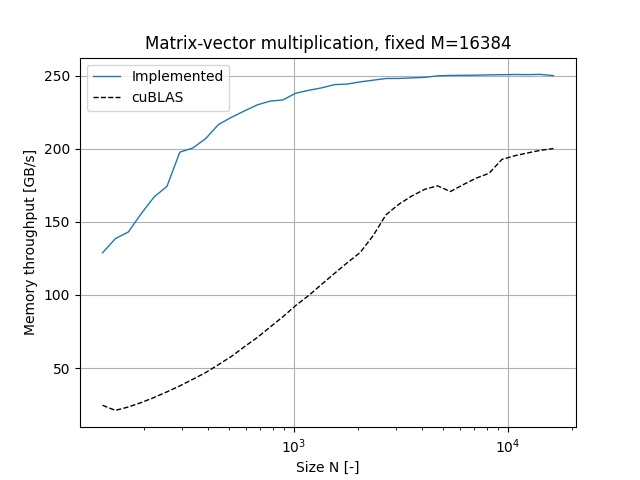 Matrix-vector multiplication, fixed M=16384
Implemented
cuBLAS
Memory throughput [GB/s]
250
200
150
100
50
10³
10⁴
Size N [-]